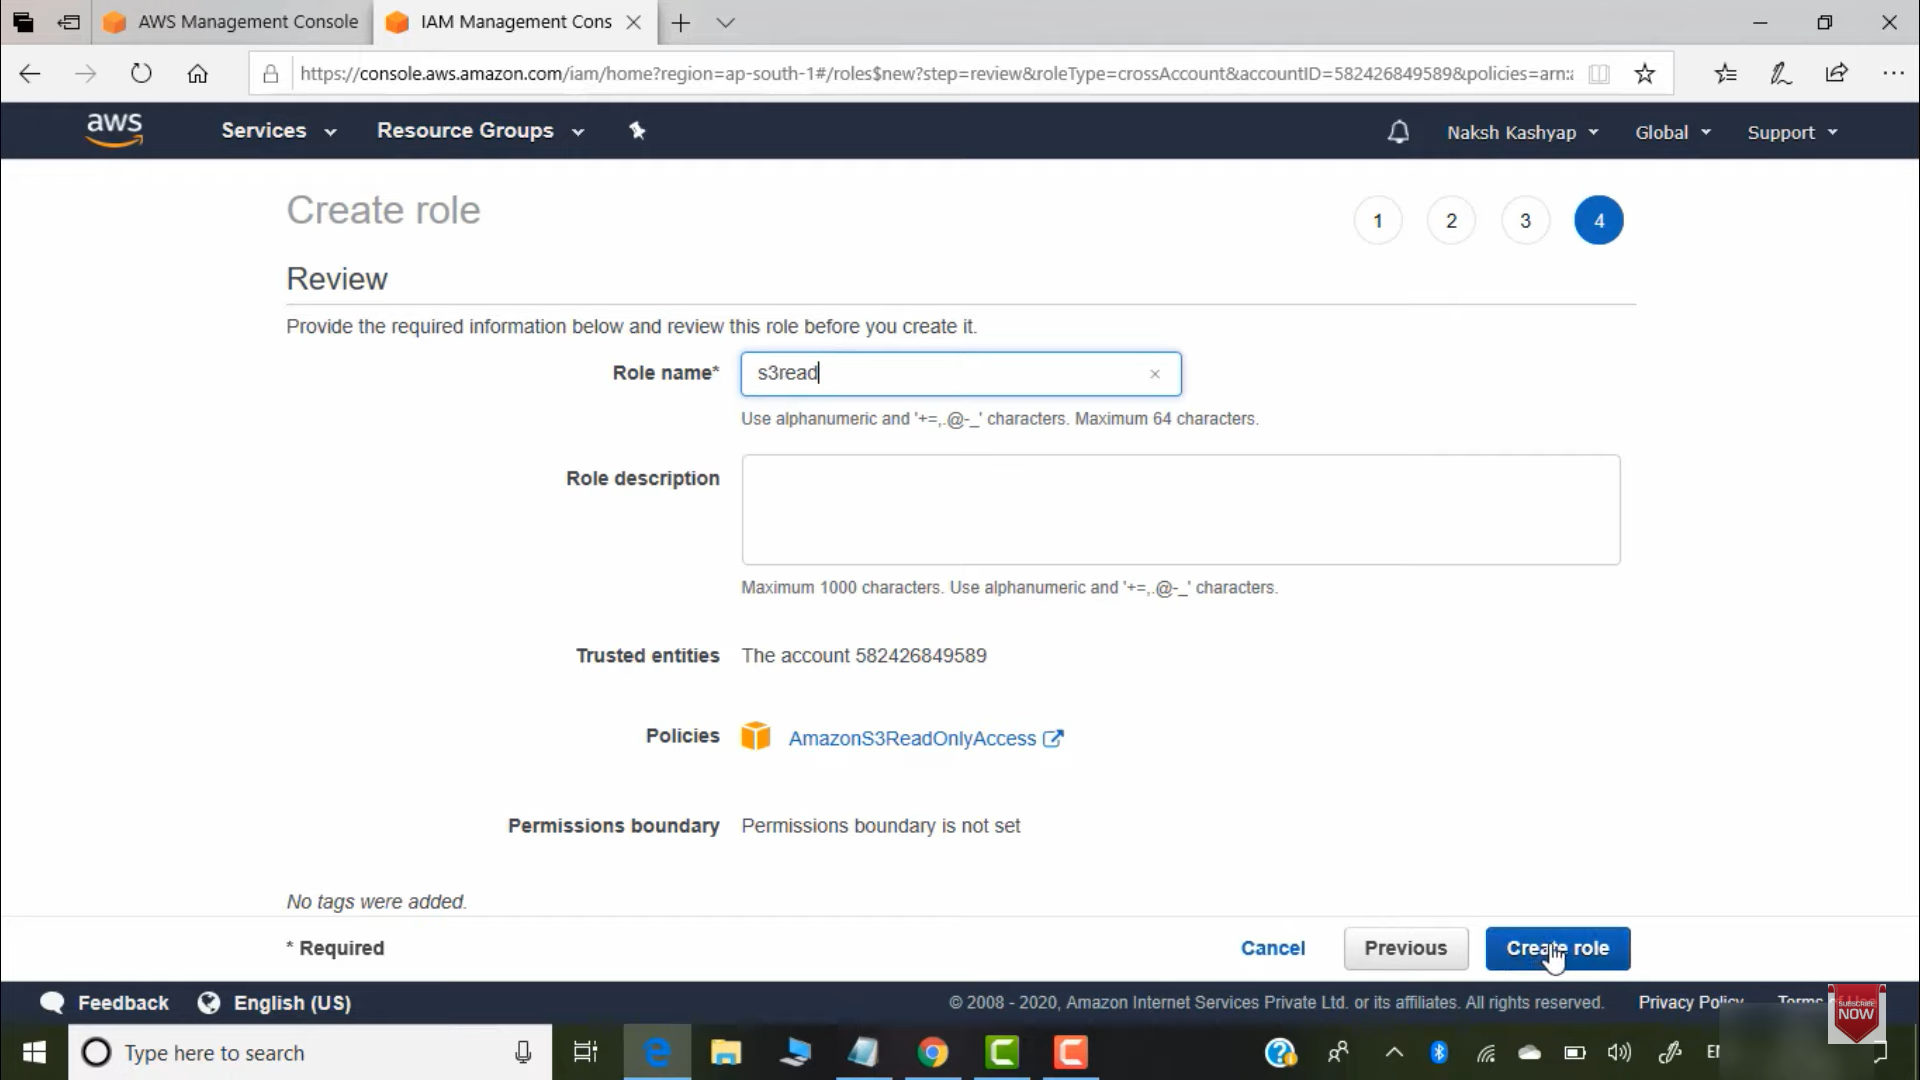 AWS Management Console
IAM Management Cons
https://console.aws.amazon.com/iam/home?region=ap-south-1#/roles$new?step=review&roleType=crossAccount&accountID=582426849589&policies=arn:
aws Services Resource Groups Naksh Kashyap Global Support
Create role
1 2 3 4
Review
Provide the required information below and review this role before you create it.
Role name* s3read
Use alphanumeric and '+=,.@-_' characters. Maximum 64 characters.
Role description
Maximum 1000 characters. Use alphanumeric and '+=,.@-_' characters.
Trusted entities The account 582426849589
Policies AmazonS3ReadOnlyAccess
Permissions boundary Permissions boundary is not set
No tags were added.
* Required Cancel Previous Create role
Feedback English (US) © 2008 - 2020, Amazon Internet Services Private Ltd. or its affiliates. All rights reserved. Privacy Policy Terms
SUBSCRIBE
NOW
Type here to search